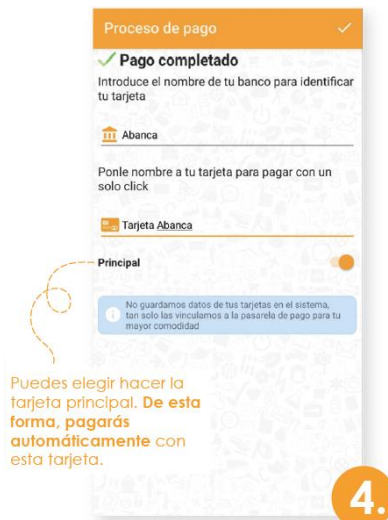 Proceso de pago
Pago completado
Introduce el nombre de tu banco para identificar
tu tarjeta
Abanca
Ponle nombre a tu tarjeta para pagar con un
solo click
Tarjeta Abanca
Principal
No guardamos datos de tus tarjetas en el sistema,
tan solo las vinculamos a la pasarela de pago para tu
mayor comodidad
Puedes elegir hacer la
tarjeta principal. De esta
forma, pagarás
automáticamente con
esta tarjeta.
4.